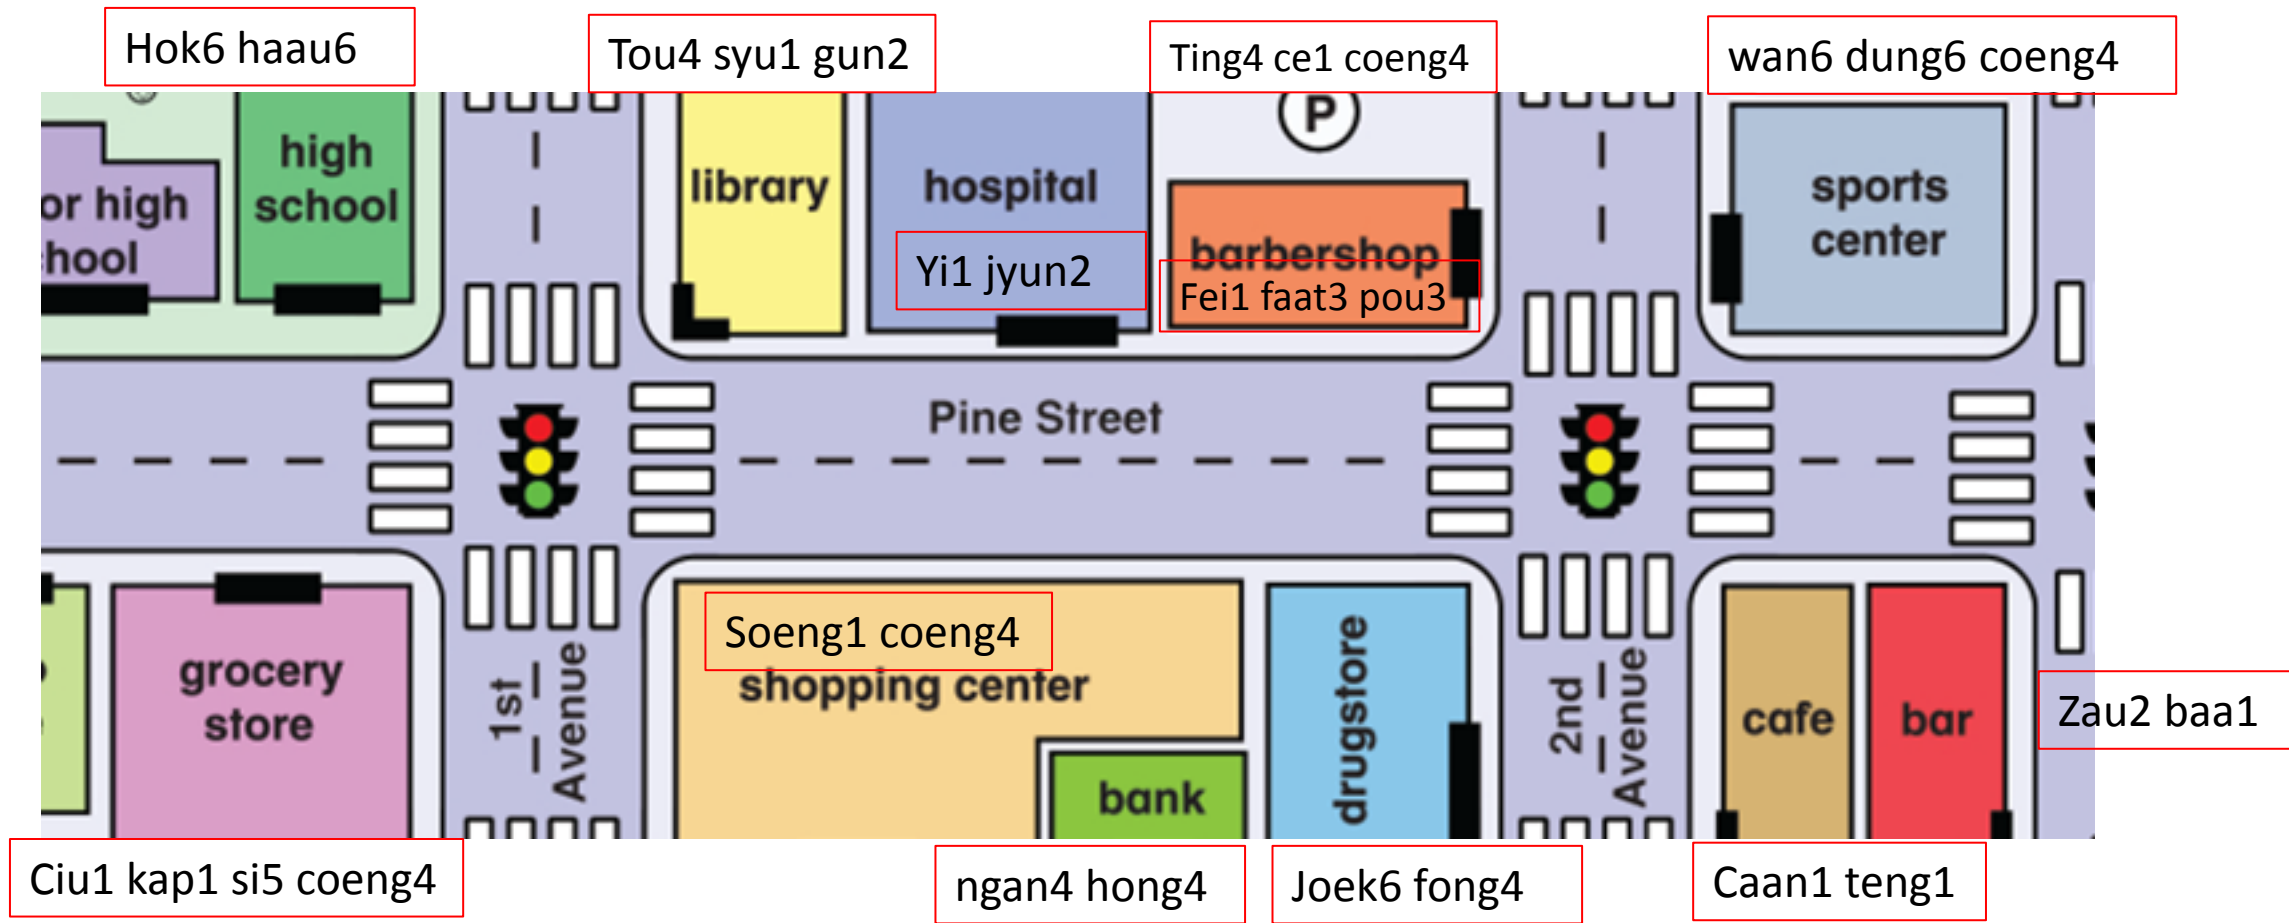 Hok6 haau6
Tou4 syu1 gun2
Ting4 ce1 coeng4
wan6 dung6 coeng4
P
or high
hool
high
school
library
hospital
Yi1 jyun2
barbershop
Fei1 faat3 pou3
sports
center
Pine Street
grocery
store
1st
Avenue
Soeng1 coeng4
shopping center
bank
drugstore
2nd
Avenue
cafe
bar
Zau2 baa1
Ciu1 kap1 si5 coeng4
ngan4 hong4
Joek6 fong4
Caan1 teng1